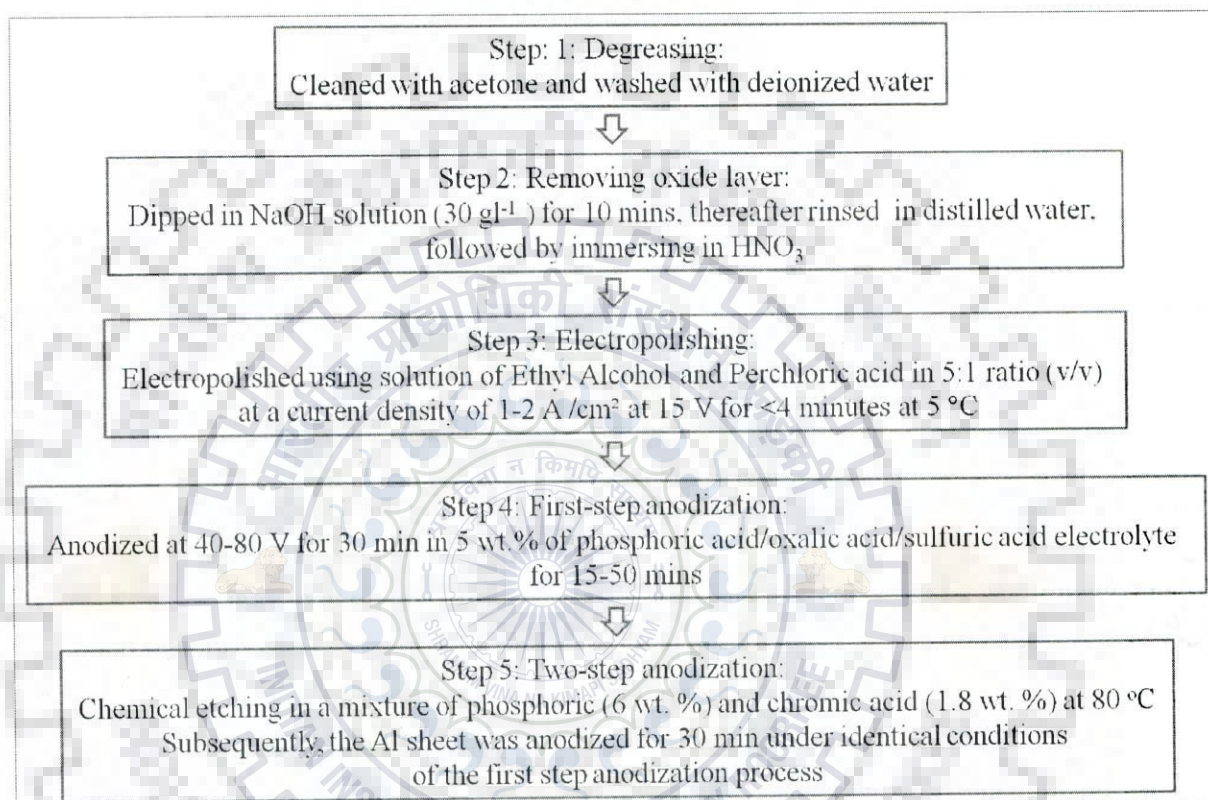 Step: 1: Degreasing:
Cleaned with acetone and washed with deionized water
Step 2: Removing oxide layer:
Dipped in NaOH solution (30 gl⁻¹ ) for 10 mins. thereafter rinsed in distilled water.
followed by immersing in HNO₃
Step 3: Electropolishing:
Electropolished using solution of Ethyl Alcohol and Perchloric acid in 5:1 ratio (v/v)
at a current density of 1-2 A /cm² at 15 V for <4 minutes at 5 °C
Step 4: First-step anodization:
Anodized at 40-80 V for 30 min in 5 wt.% of phosphoric acid/oxalic acid/sulfuric acid electrolyte
for 15-50 mins
Step 5: Two-step anodization:
Chemical etching in a mixture of phosphoric (6 wt. %) and chromic acid (1.8 wt. %) at 80 °C
Subsequently, the Al sheet was anodized for 30 min under identical conditions
of the first step anodization process
प्रौद्योगिकी
न किमपि